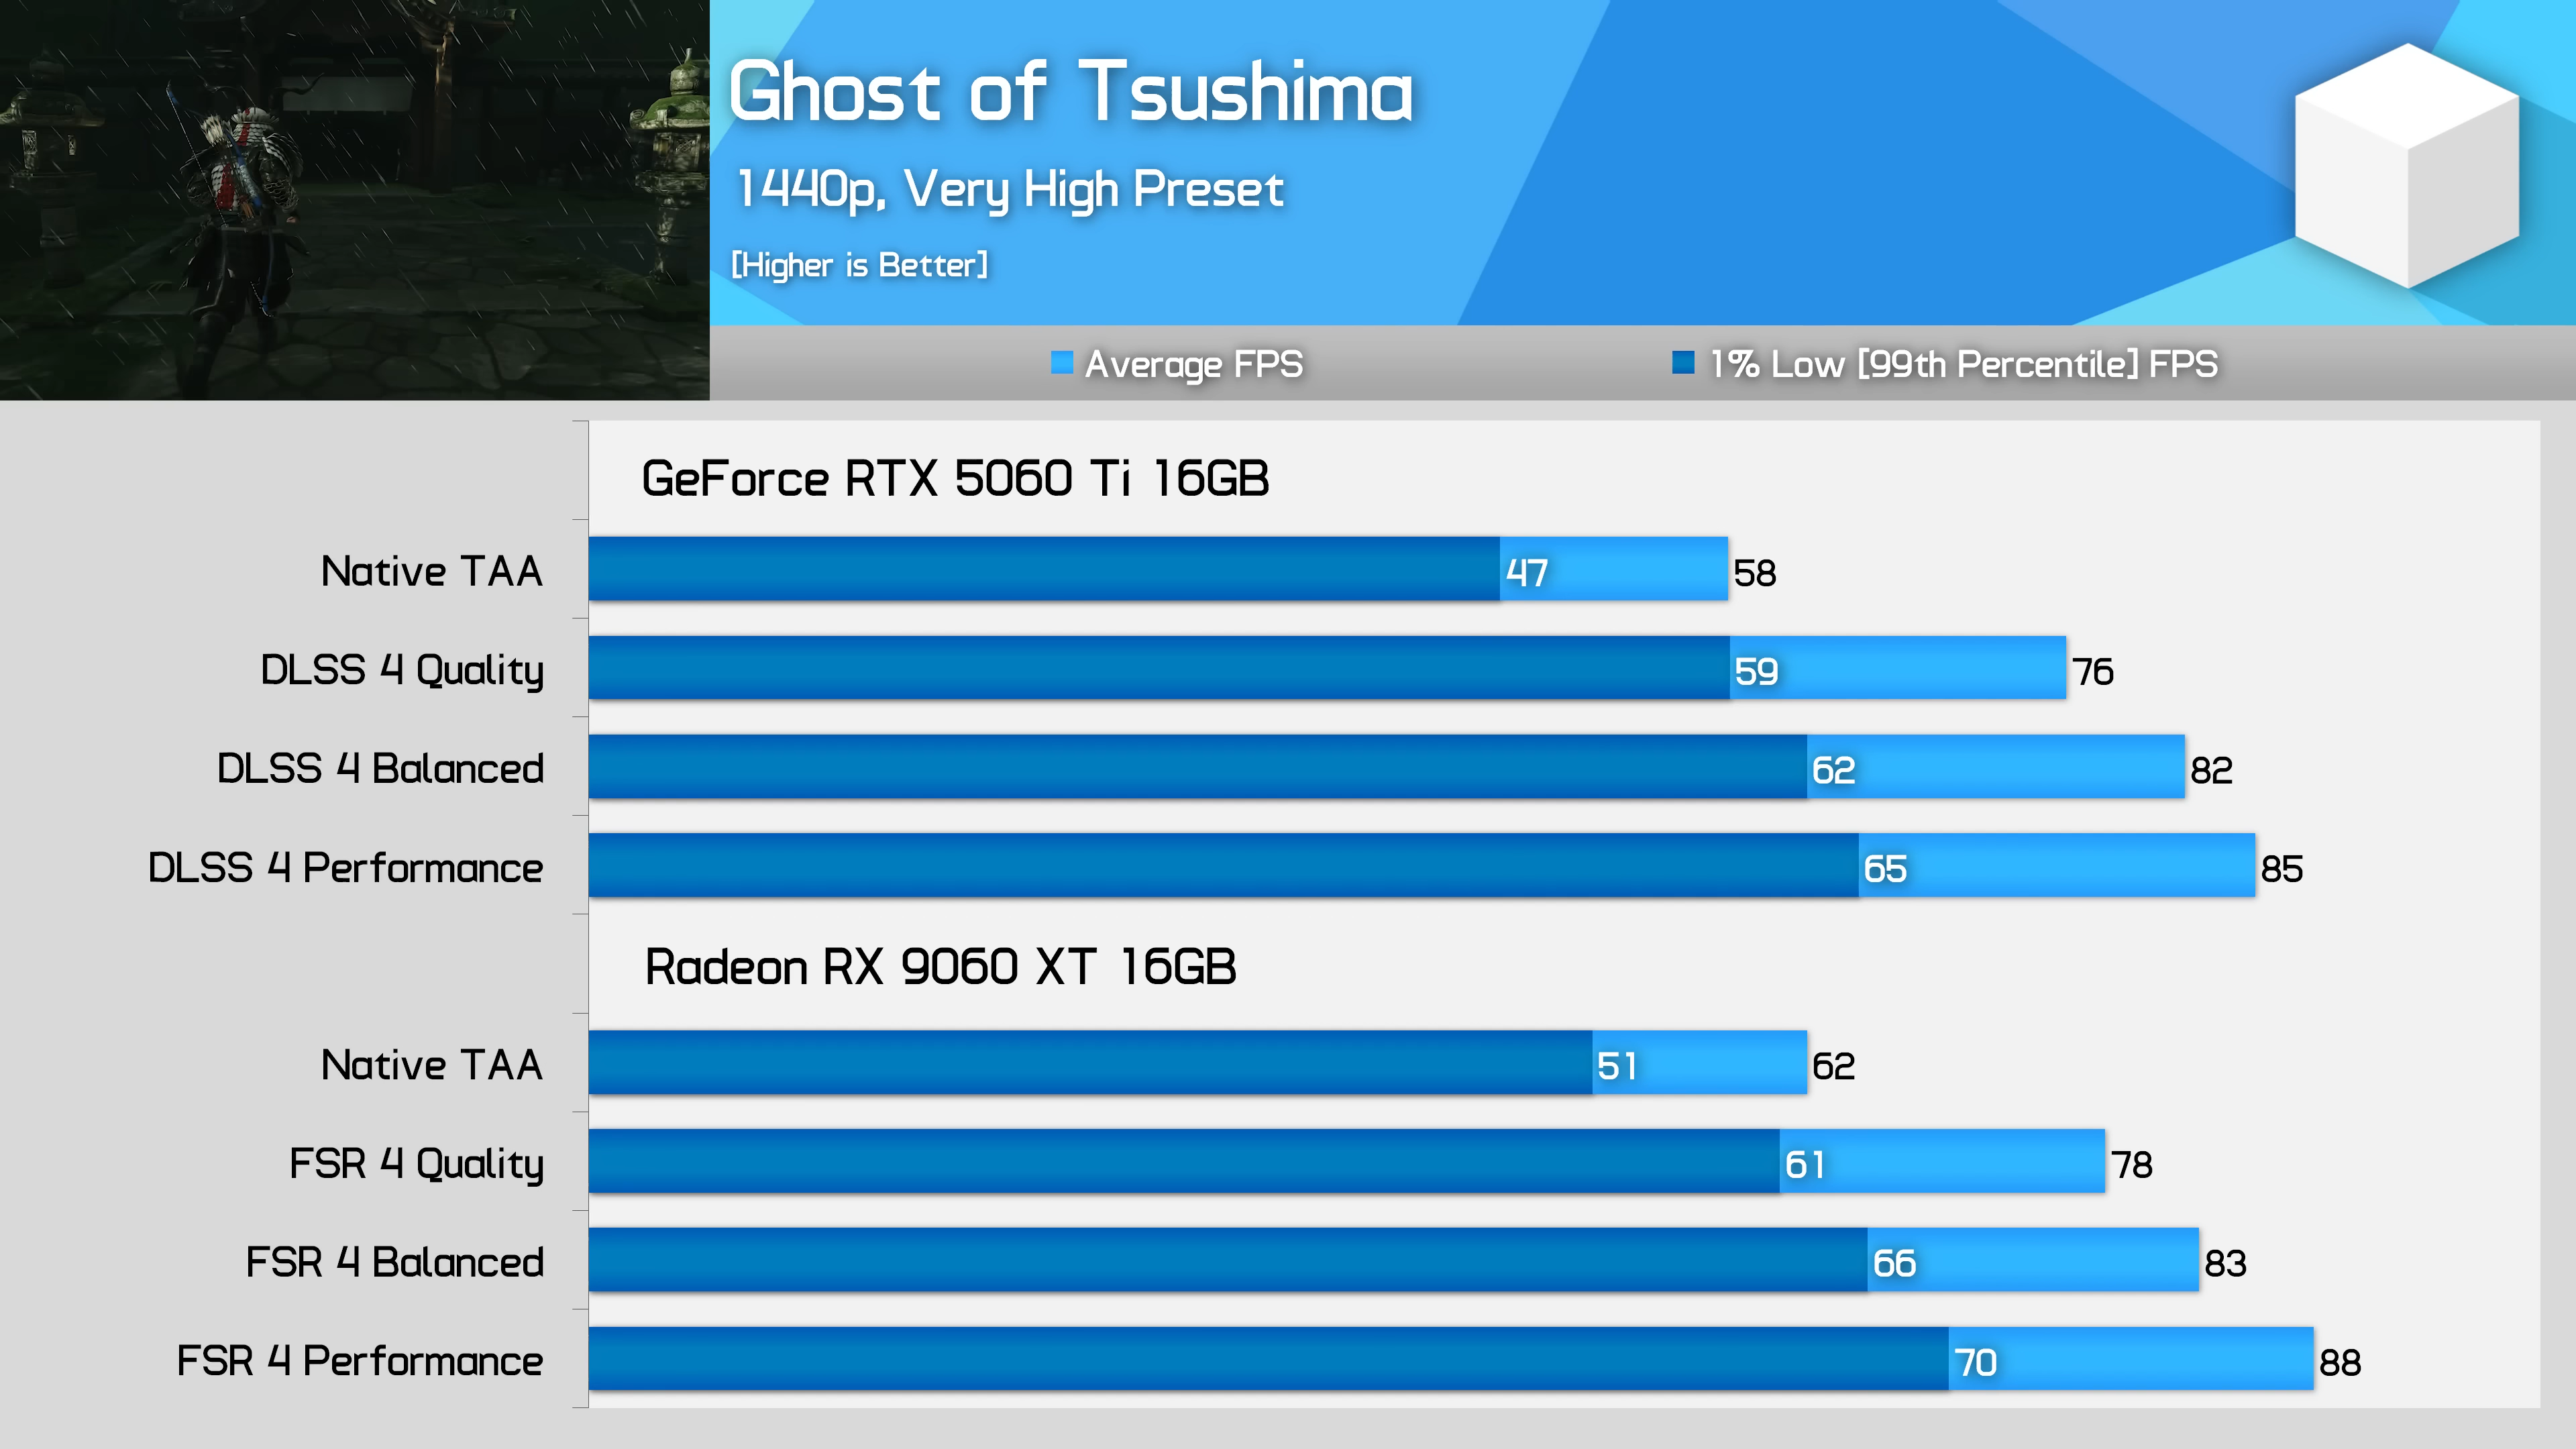 Ghost of Tsushima
1440p, Very High Preset
[Higher is Better]
Average FPS
1% Low [99th Percentile] FPS
GeForce RTX 5060 Ti 16GB
Native TAA 47 58
DLSS 4 Quality 59 76
DLSS 4 Balanced 62 82
DLSS 4 Performance 65 85
Radeon RX 9060 XT 16GB
Native TAA 51 62
FSR 4 Quality 61 78
FSR 4 Balanced 66 83
FSR 4 Performance 70 88